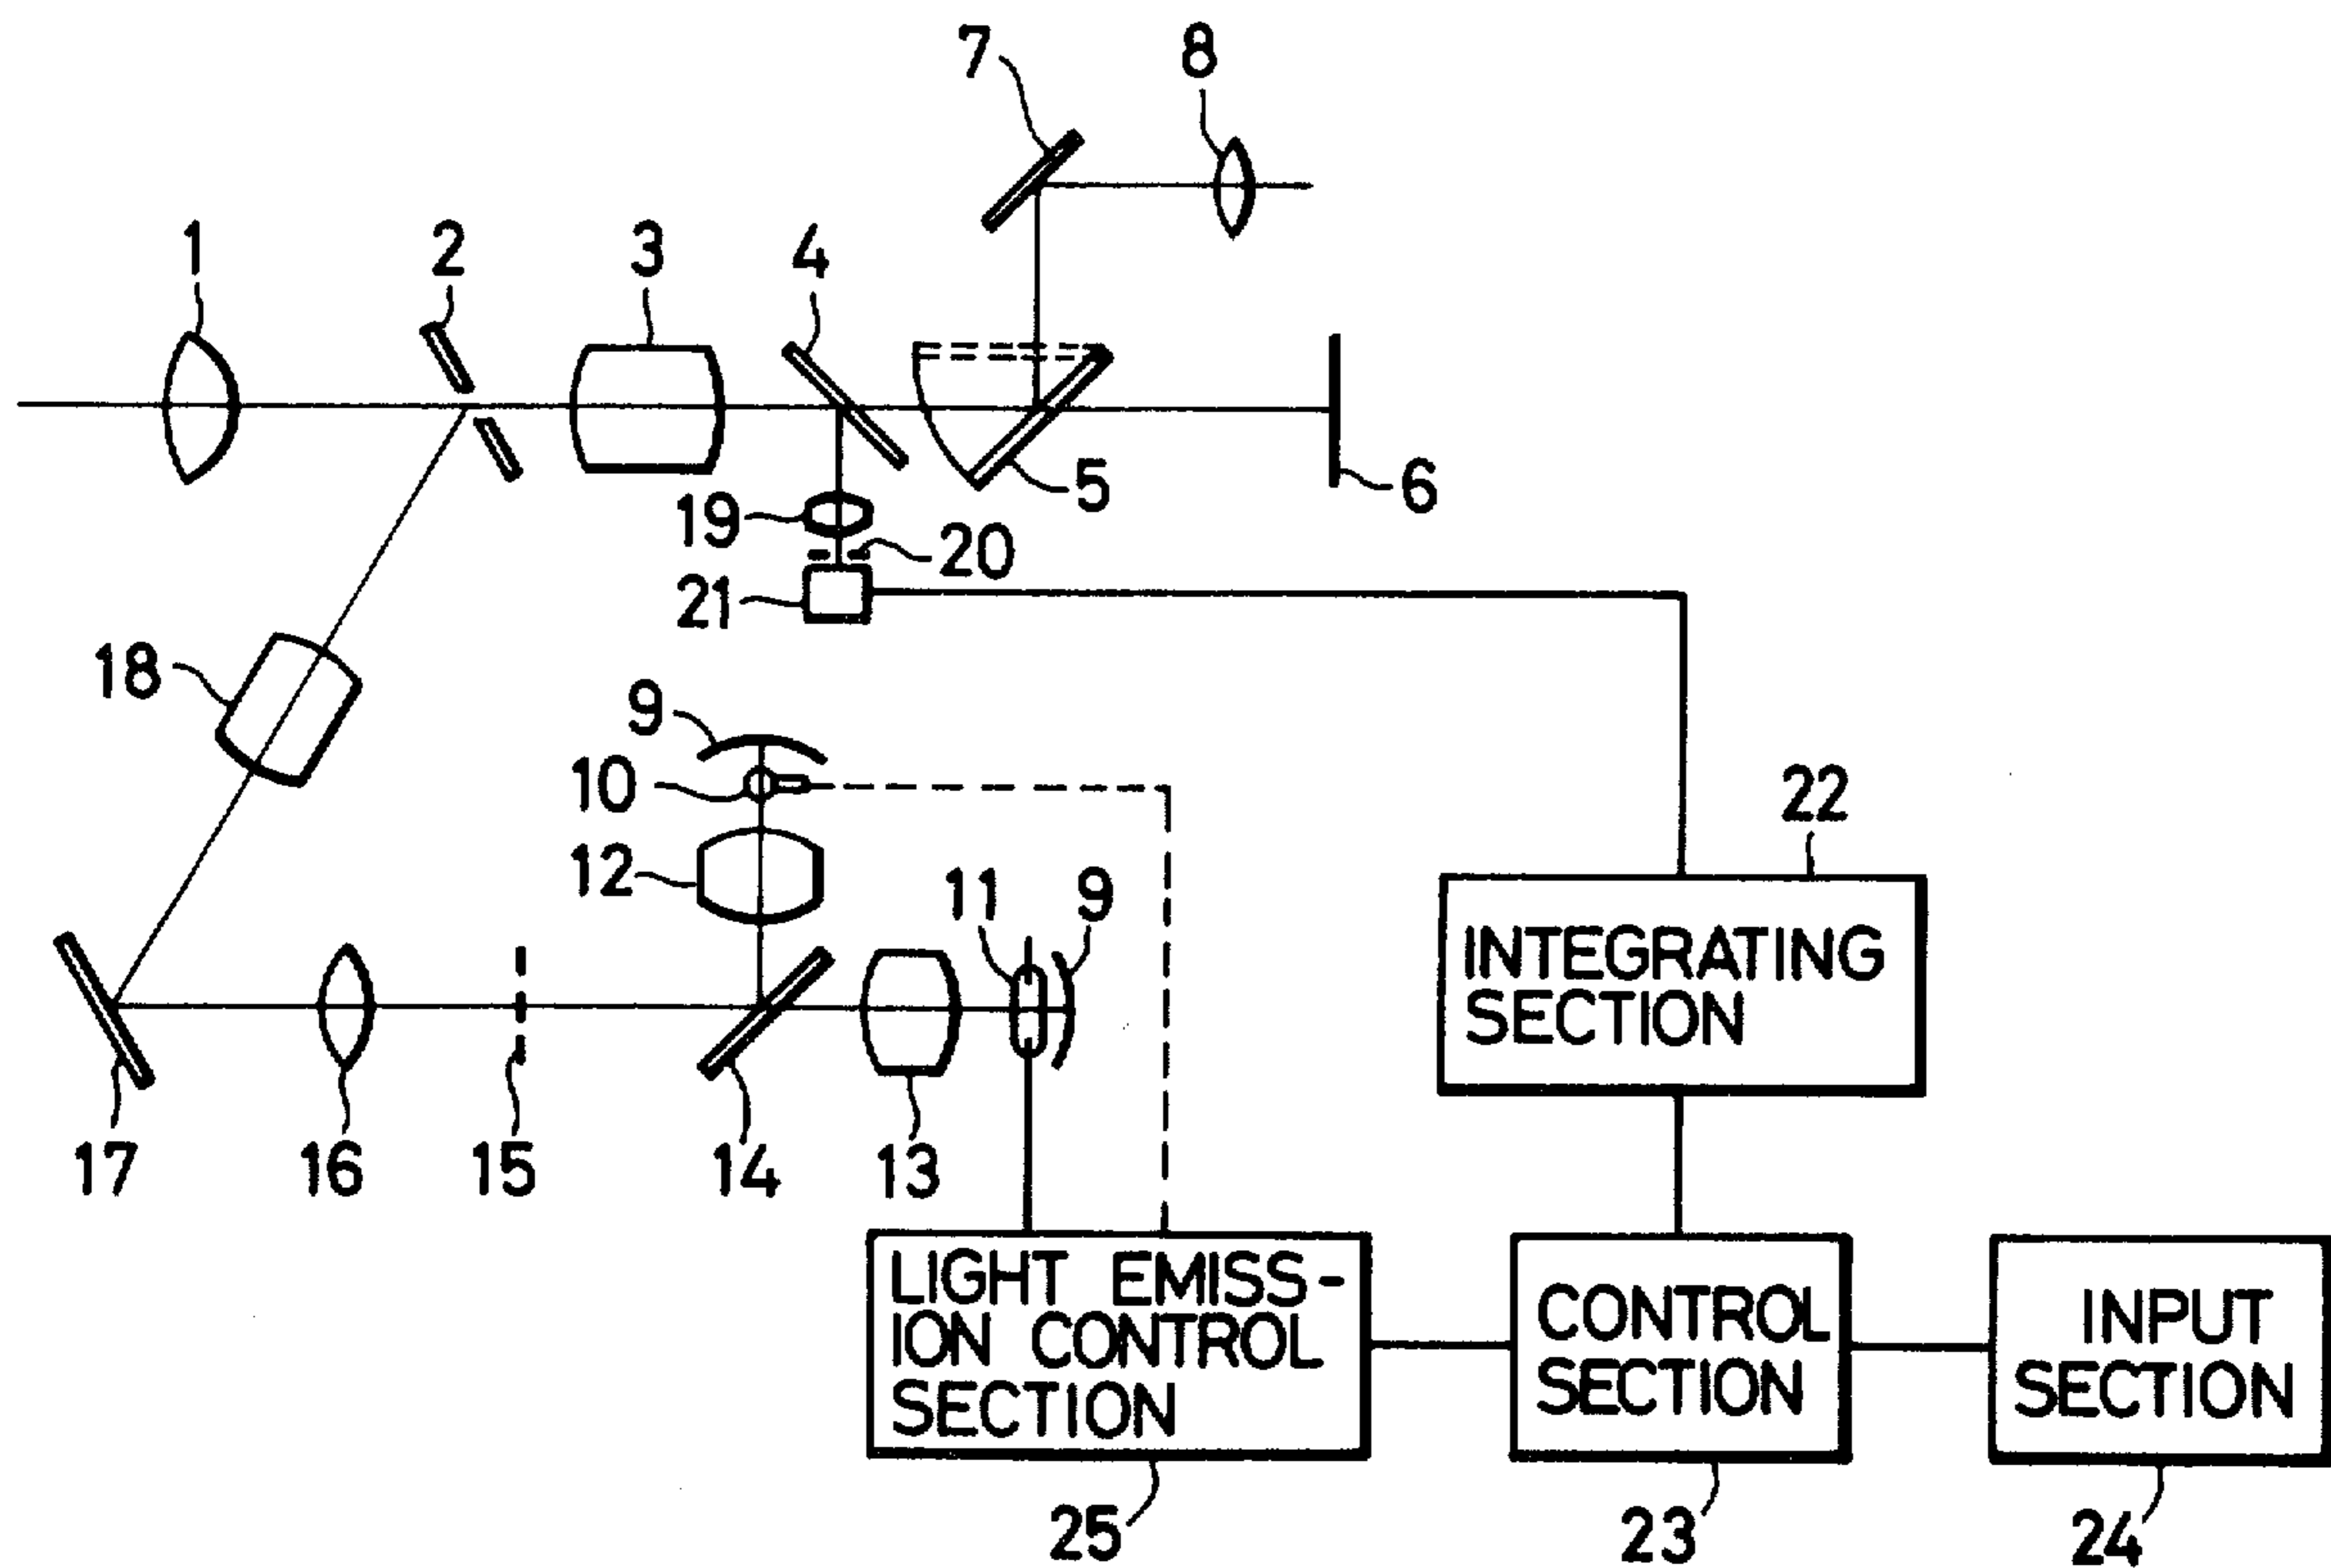 7
8
1
2
3
4
5
6
19
20
21
18
9
10
12
11
9
22
INTEGRATING
SECTION
17
16
15
14
13
LIGHT EMISS-
ION CONTROL
SECTION
CONTROL
SECTION
INPUT
SECTION
25
23
24